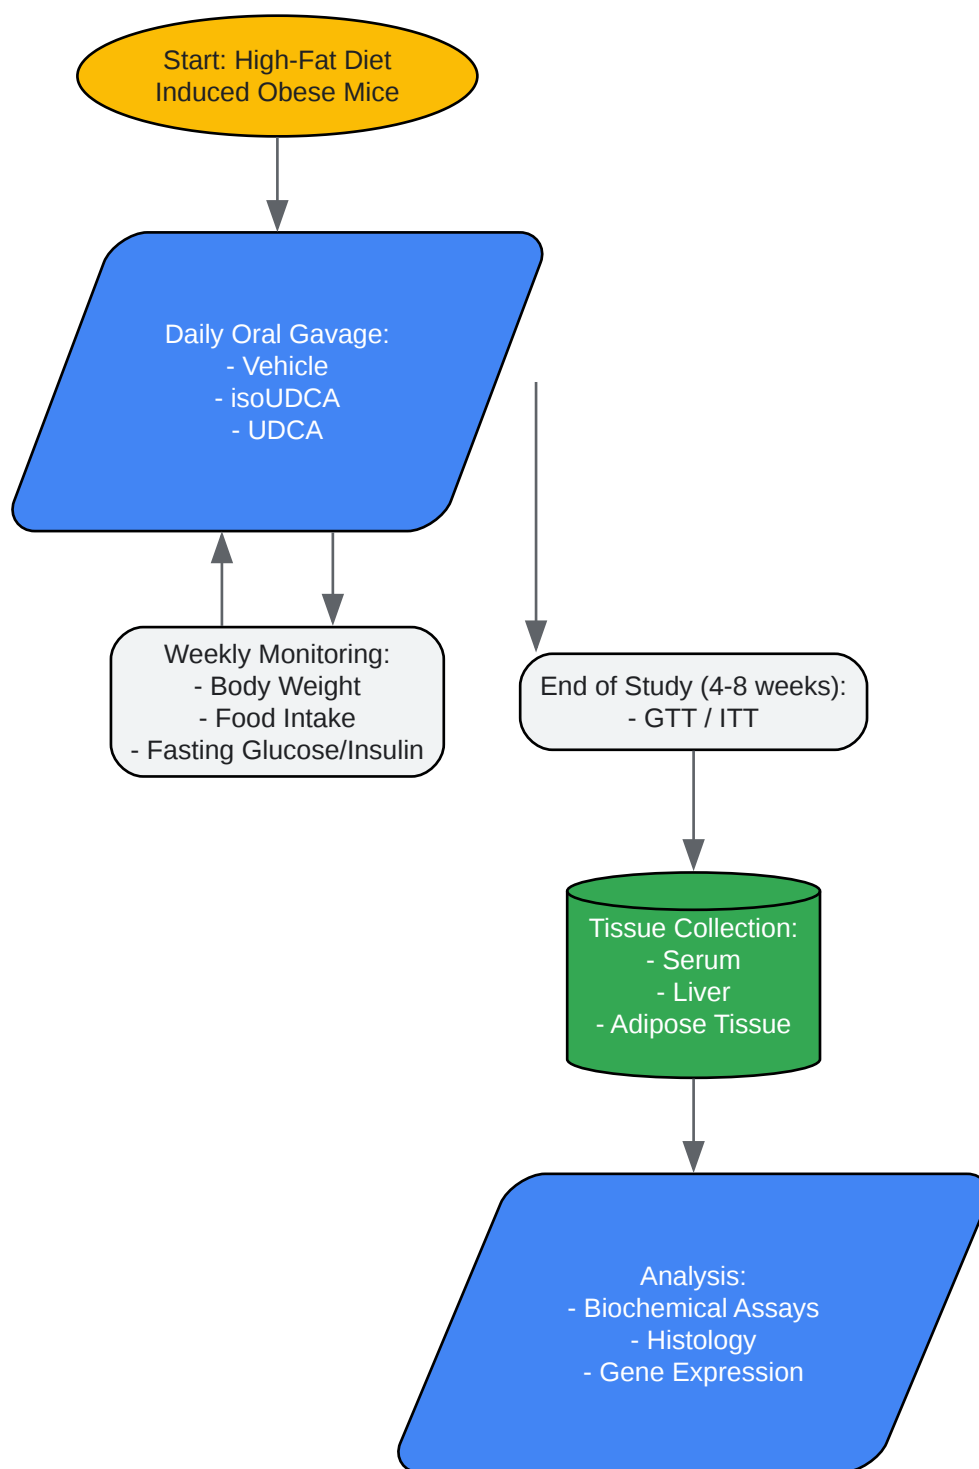 Start: High-Fat Diet
Induced Obese Mice
Daily Oral Gavage:
- Vehicle
- isoUDCA
- UDCA
Weekly Monitoring:
- Body Weight
- Food Intake
- Fasting Glucose/Insulin
End of Study (4-8 weeks):
- GTT / ITT
Tissue Collection:
- Serum
- Liver
- Adipose Tissue
Analysis:
- Biochemical Assays
- Histology
- Gene Expression